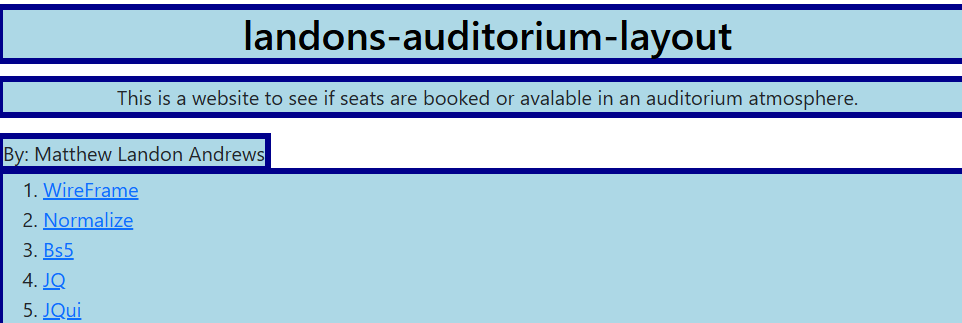 landons-auditorium-layout
This is a website to see if seats are booked or avalable in an auditorium atmosphere.
By: Matthew Landon Andrews
1. WireFrame
2. Normalize
3. Bs5
4. JQ
5. JQui